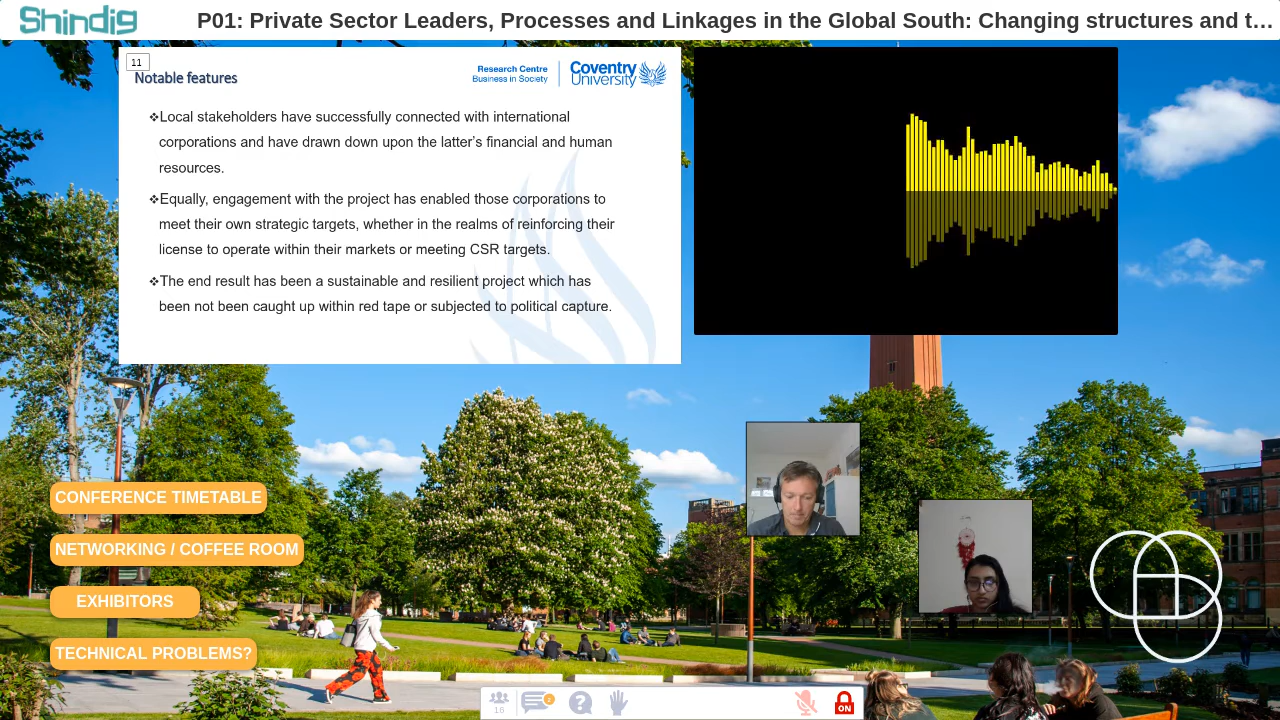 Shindig
P01: Private Sector Leaders, Processes and Linkages in the Global South: Changing structures and t...
11
Notable features
Research Centre
Business in Society
Coventry
University
❖Local stakeholders have successfully connected with international
corporations and have drawn down upon the latter's financial and human
resources.
❖Equally, engagement with the project has enabled those corporations to
meet their own strategic targets, whether in the realms of reinforcing their
license to operate within their markets or meeting CSR targets.
❖The end result has been a sustainable and resilient project which has
been not been caught up within red tape or subjected to political capture.
CONFERENCE TIMETABLE
NETWORKING / COFFEE ROOM
EXHIBITORS
TECHNICAL PROBLEMS?
16
ON